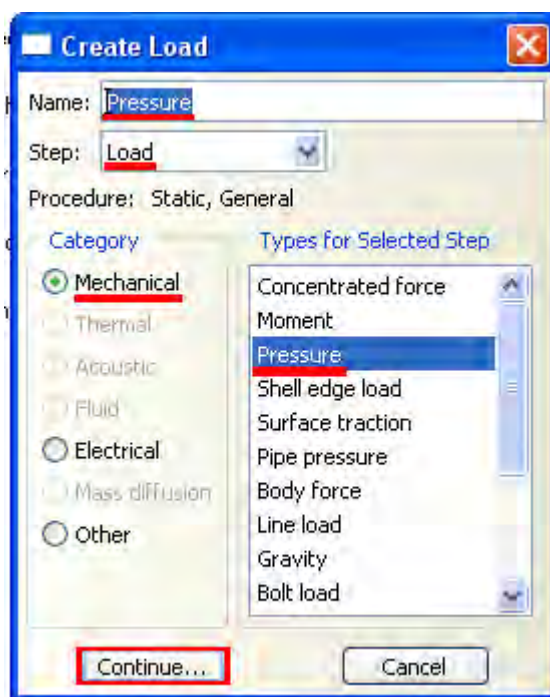 Create Load
Name: Pressure
Step: Load
Procedure: Static, General
Category
Mechanical
Thermal
Acoustic
Fluid
Electrical
Mass diffusion
Other
Types for Selected Step
Concentrated force
Moment
Pressure
Shell edge load
Surface traction
Pipe pressure
Body force
Line load
Gravity
Bolt load
Continue...
Cancel